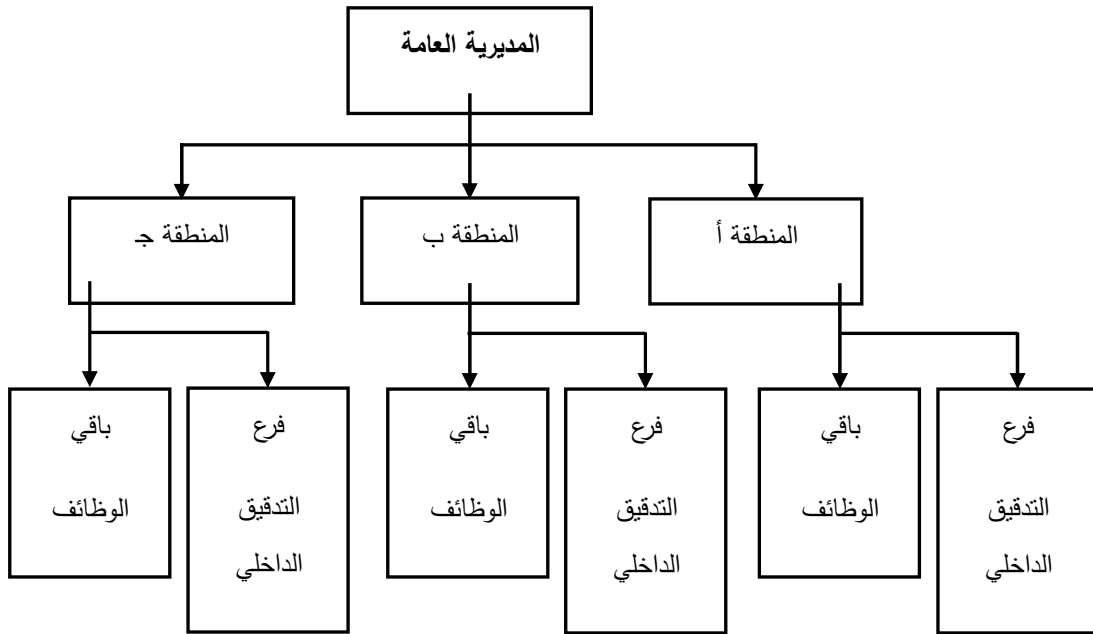 المديرية العامة
المنطقة أ
المنطقة ب
المنطقة جـ
فرع
التدقيق
الداخلي
باقي
الوظائف
فرع
التدقيق
الداخلي
باقي
الوظائف
فرع
التدقيق
الداخلي
باقي
الوظائف